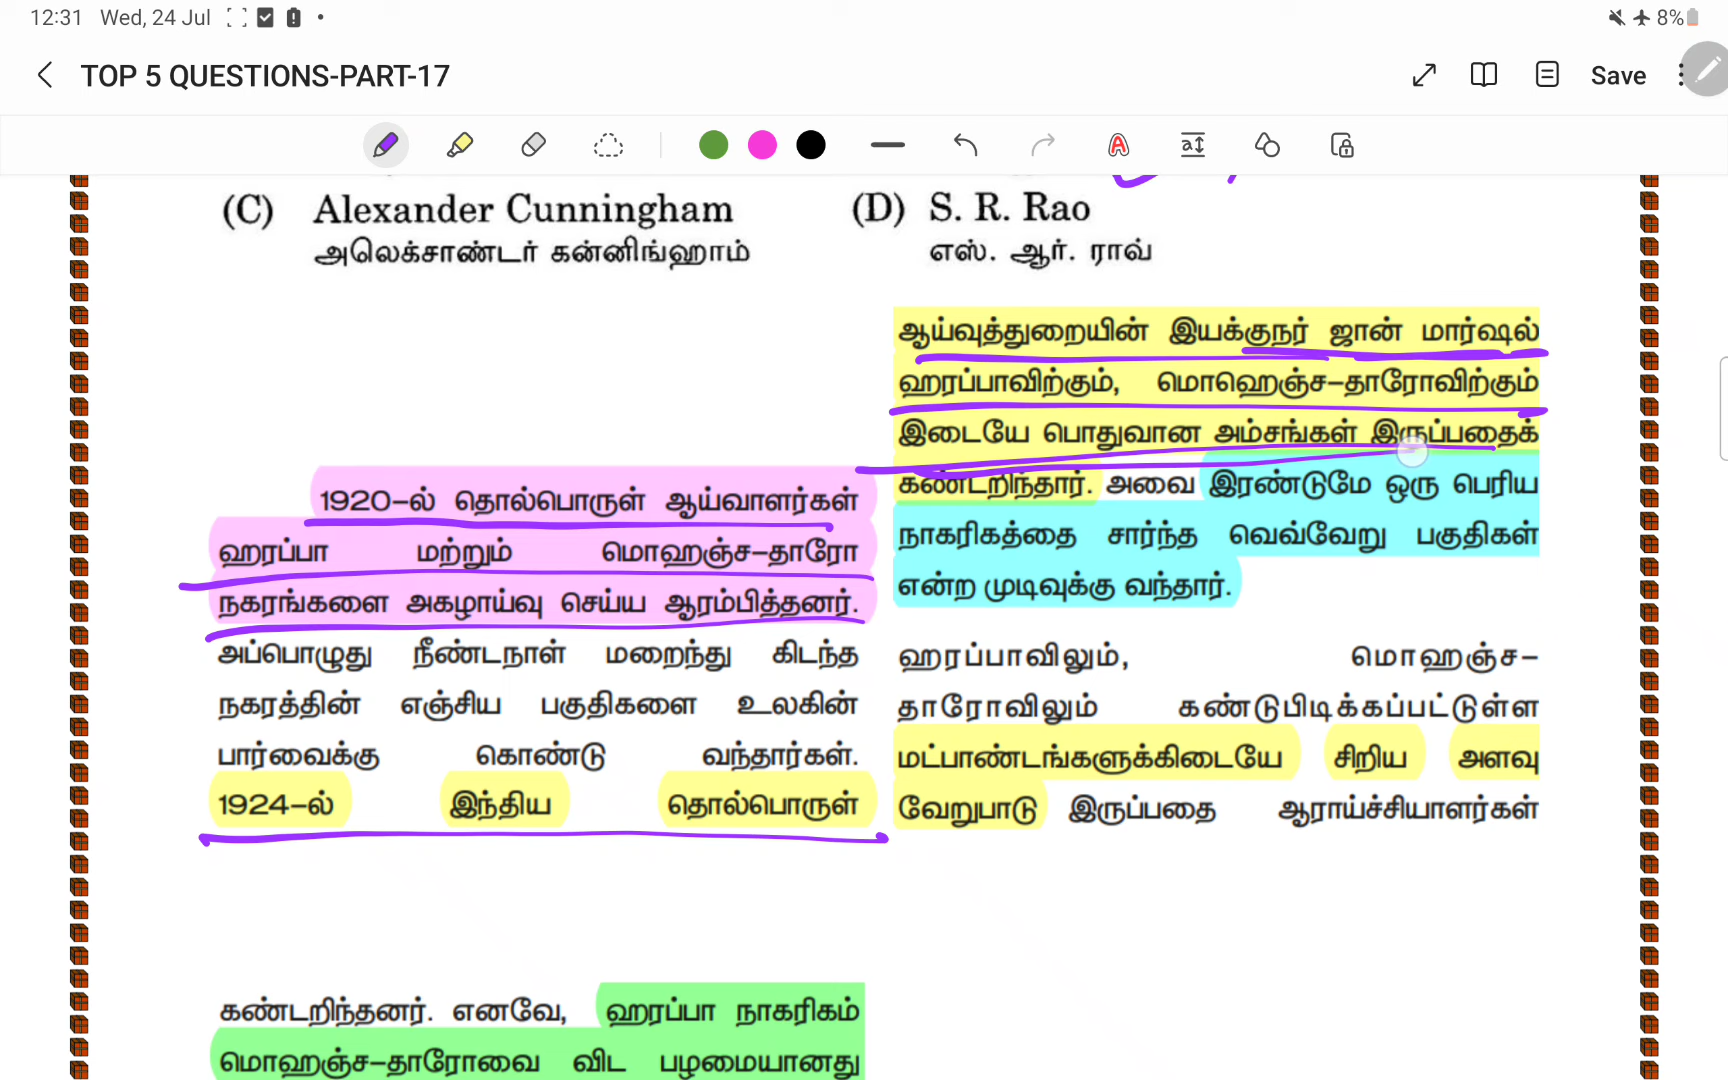 12:31 Wed, 24 Jul
8%
TOP 5 QUESTIONS-PART-17
Save
(C) Alexander Cunningham
அலெக்சாண்டர் கன்னிங்ஹாம்
(D) S. R. Rao
எஸ். ஆர். ராவ்
1920-ல் தொல்பொருள் ஆய்வாளர்கள்
ஹரப்பா மற்றும் மொஹஞ்ச-தாரோ
நகரங்களை அகழாய்வு செய்ய ஆரம்பித்தனர்.
அப்பொழுது நீண்டநாள் மறைந்து கிடந்த
நகரத்தின் எஞ்சிய பகுதிகளை உலகின்
பார்வைக்கு கொண்டு வந்தார்கள்.
1924-ல் இந்திய தொல்பொருள்
ஆய்வுத்துறையின் இயக்குநர் ஜான் மார்ஷல்
ஹரப்பாவிற்கும், மொஹெஞ்ச-தாரோவிற்கும்
இடையே பொதுவான அம்சங்கள் இருப்பதைக்
கண்டறிந்தார். அவை இரண்டுமே ஒரு பெரிய
நாகரிகத்தை சார்ந்த வெவ்வேறு பகுதிகள்
என்ற முடிவுக்கு வந்தார்.
ஹரப்பாவிலும், மொஹஞ்ச-
தாரோவிலும் கண்டுபிடிக்கப்பட்டுள்ள
மட்பாண்டங்களுக்கிடையே சிறிய அளவு
வேறுபாடு இருப்பதை ஆராய்ச்சியாளர்கள்
கண்டறிந்தனர். எனவே, ஹரப்பா நாகரிகம்
மொஹஞ்ச-தாரோவை விட பழமையானது